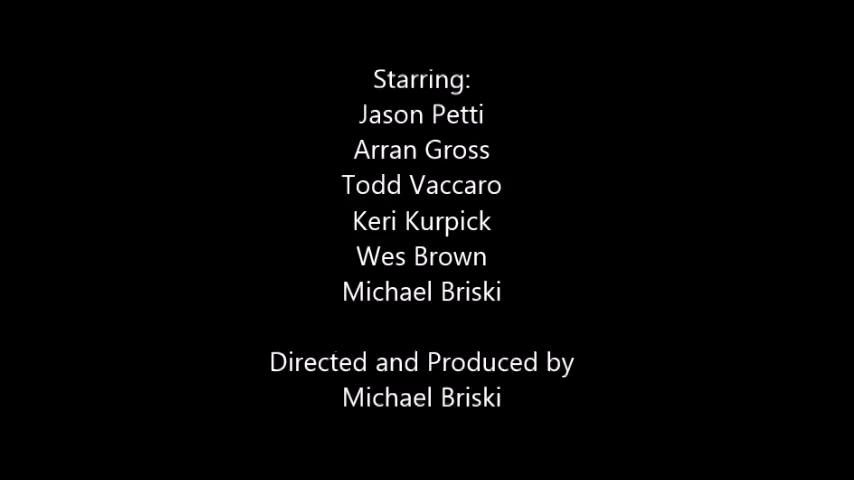 Starring:
Jason Petti
Arran Gross
Todd Vaccaro
Keri Kurpick
Wes Brown
Michael Briski
Directed and Produced by
Michael Briski